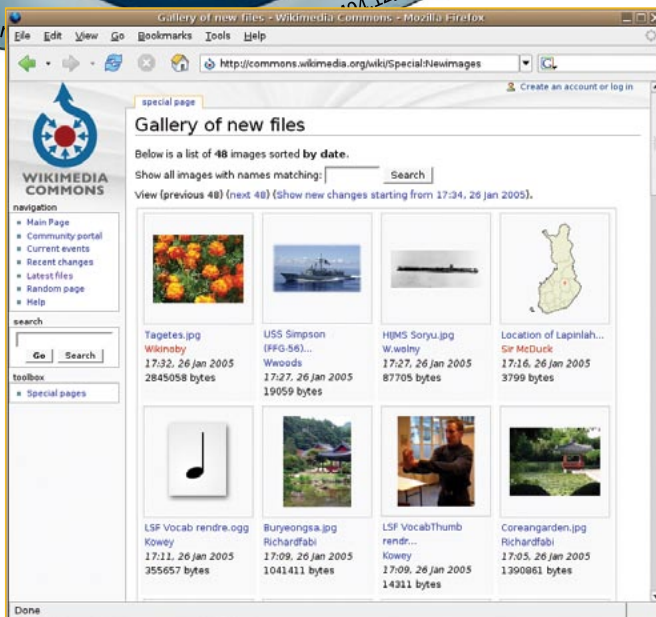 Gallery of new files - Wikimedia Commons - Mozilla Firefox
File Edit View Go Bookmarks Tools Help
http://commons.wikimedia.org/wiki/Special:Newimages
Create an account or log in
special page
WIKIMEDIA
COMMONS
navigation
Main Page
Community portal
Current events
Recent changes
Latest files
Random page
Help
search
Go Search
toolbox
Special pages
Gallery of new files
Below is a list of 48 images sorted by date.
Show all images with names matching: Search
View (previous 48) (next 48) (Show new changes starting from 17:34, 26 Jan 2005).
Tagetes.jpg
Wikinoby
17:32, 26 Jan 2005
2845058 bytes
USS Simpson
(FFG-56)...
Wwoods
17:27, 26 Jan 2005
19059 bytes
HIJMS Soryu.jpg
W.wolny
17:27, 26 Jan 2005
87705 bytes
Location of Lapinlah...
Sir McDuck
17:16, 26 Jan 2005
3799 bytes
LSF Vocab rendre.ogg
Kowey
17:11, 26 Jan 2005
355657 bytes
Buryeongsa.jpg
Richardfabi
17:09, 26 Jan 2005
1041411 bytes
LSF VocabThumb
rendr...
Kowey
17:09, 26 Jan 2005
14311 bytes
Coreangarden.jpg
Richardfabi
17:05, 26 Jan 2005
1390861 bytes
Done